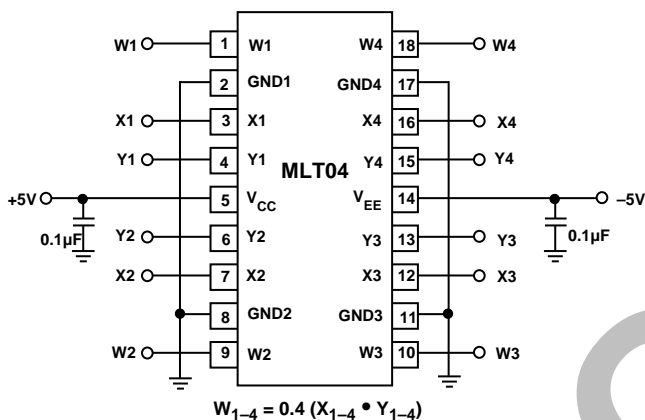 W1 1 W1 W4 18 W4
2 GND1 GND4 17
X1 3 X1 X4 16 X4
Y1 4 Y1 Y4 15 Y4
MLT04
+5V 5 VCC VEE 14 –5V
0.1µF 0.1µF
Y2 6 Y2 Y3 13 Y3
X2 7 X2 X3 12 X3
8 GND2 GND3 11
W2 9 W2 W3 10 W3
W1–4 = 0.4 (X1–4 • Y1–4)